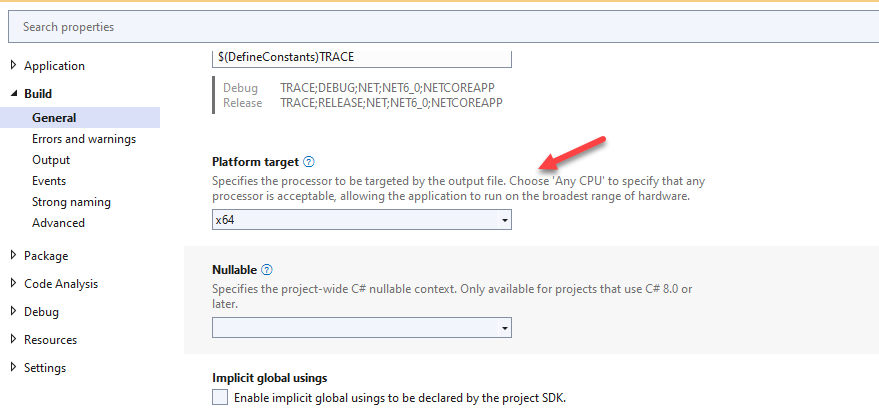 Search properties
Application
Build
General
Errors and warnings
Output
Events
Strong naming
Advanced
Package
Code Analysis
Debug
Resources
Settings
$(DefineConstants)TRACE
Debug TRACE;DEBUG;NET;NET6_0;NETCOREAPP
Release TRACE;RELEASE;NET;NET6_0;NETCOREAPP
Platform target ?
Specifies the processor to be targeted by the output file. Choose 'Any CPU' to specify that any
processor is acceptable, allowing the application to run on the broadest range of hardware.
x64
Nullable ?
Specifies the project-wide C# nullable context. Only available for projects that use C# 8.0 or
later.
Implicit global usings
Enable implicit global usings to be declared by the project SDK.